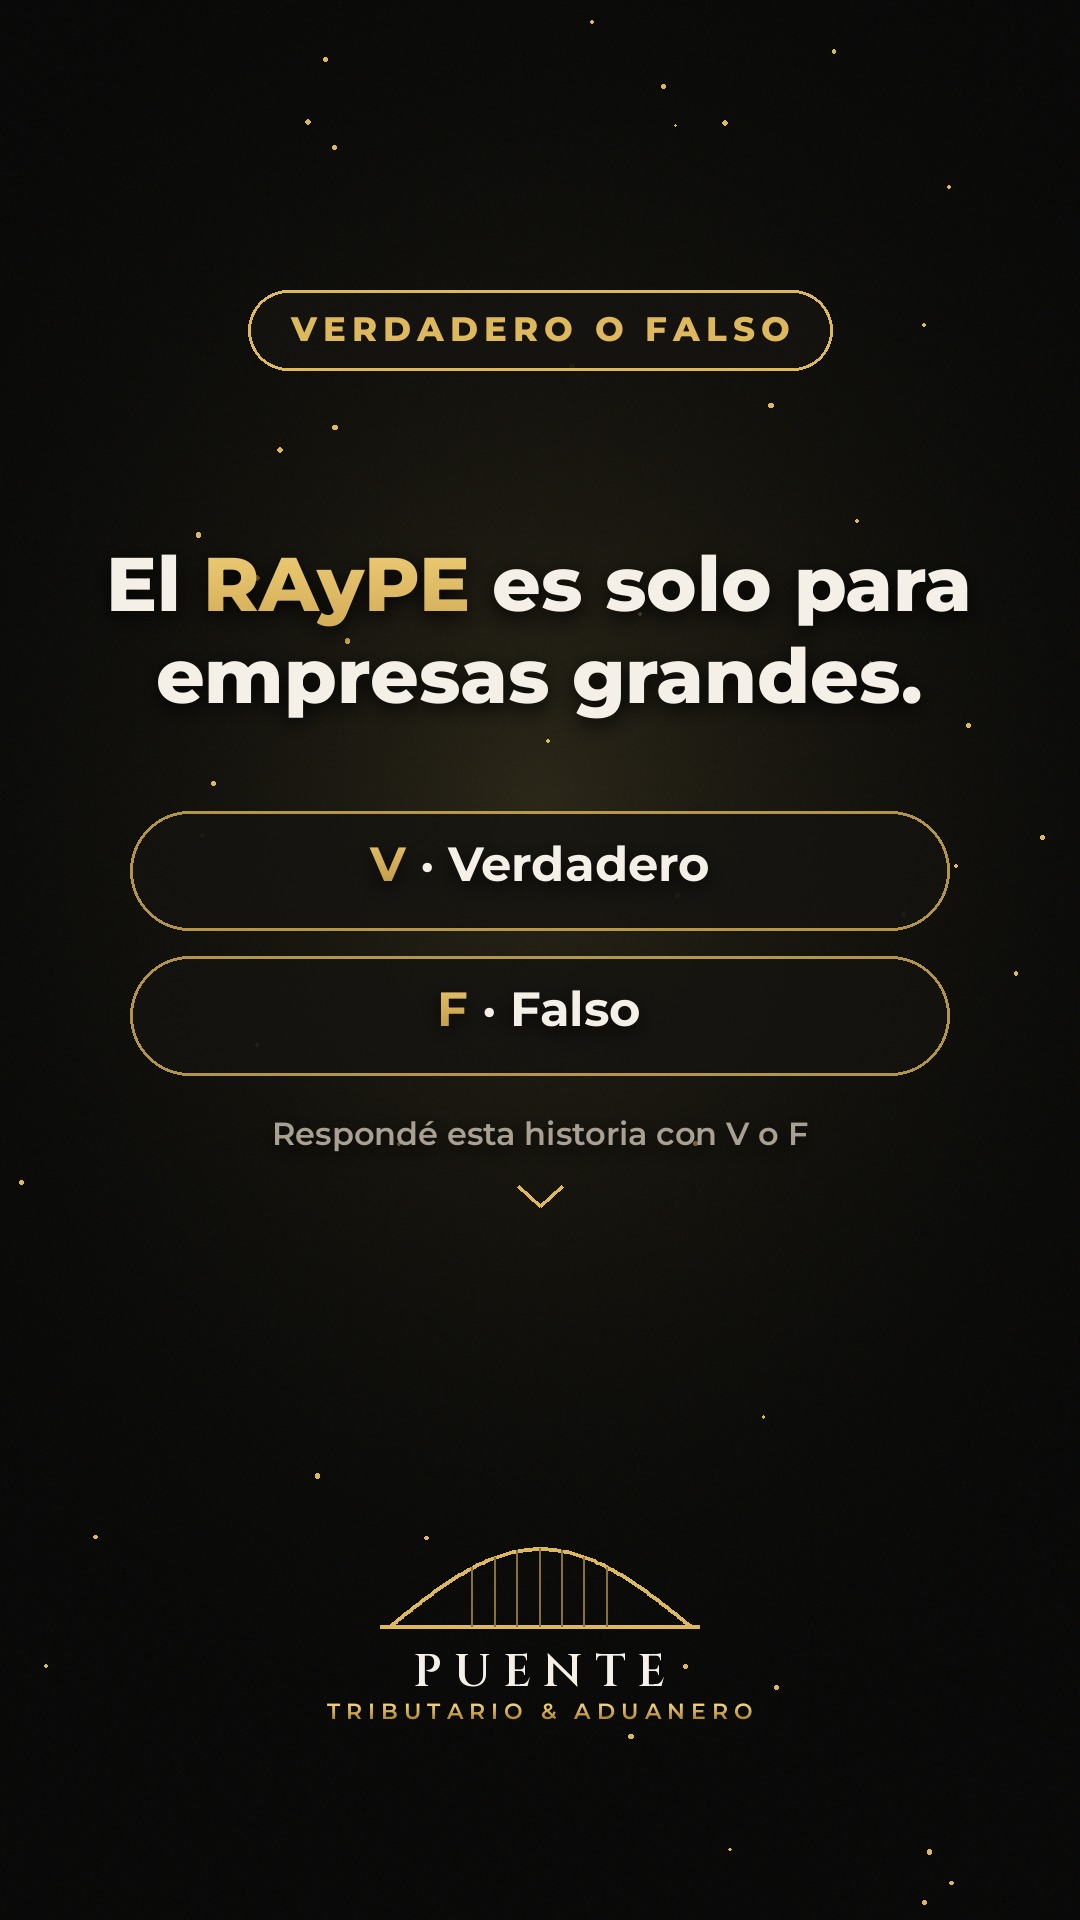 VERDADERO O FALSO
El RAyPE es solo para
empresas grandes.
V · Verdadero
F · Falso
Respondé esta historia con V o F
PUENTE
TRIBUTARIO & ADUANERO